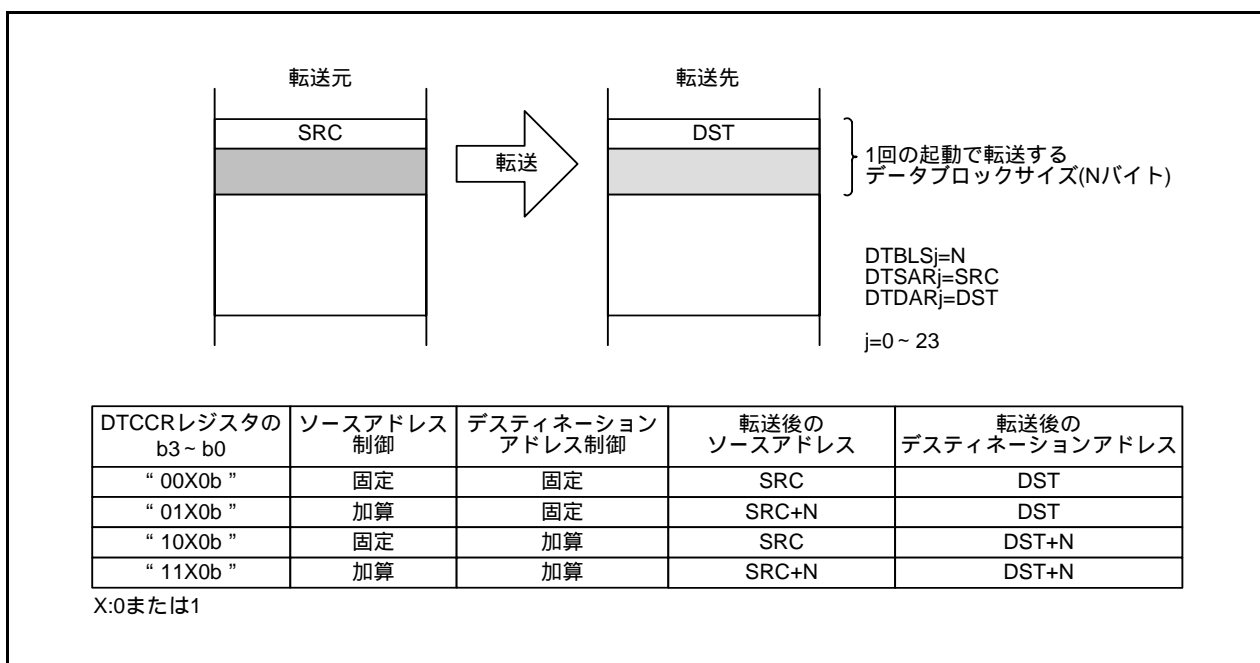 転送元
転送先
SRC
DST
転送
1回の起動で転送する
データブロックサイズ(Nバイト)
DTBLSj=N
DTSARj=SRC
DTDARj=DST
j=0~23
DTCCRレジスタの
b3~b0
ソースアドレス
制御
デスティネーション
アドレス制御
転送後の
ソースアドレス
転送後の
デスティネーションアドレス
“ 00X0b ” 固定 固定 SRC DST
“ 01X0b ” 加算 固定 SRC+N DST
“ 10X0b ” 固定 加算 SRC DST+N
“ 11X0b ” 加算 加算 SRC+N DST+N
X:0または1